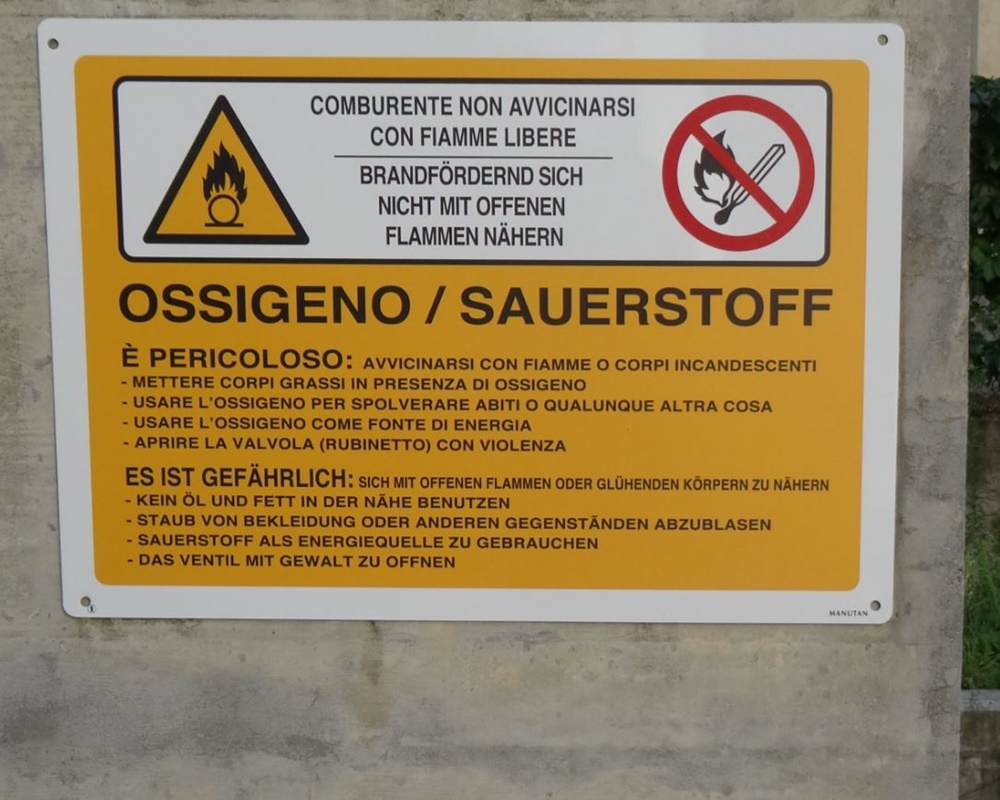 COMBURENTE NON AVVICINARSI
CON FIAMME LIBERE
BRANDFÖRDERND SICH
NICHT MIT OFFENEN
FLAMMEN NÄHERN
OSSIGENO / SAUERSTOFF
È PERICOLOSO: AVVICINARSI CON FIAMME O CORPI INCANDESCENTI
- METTERE CORPI GRASSI IN PRESENZA DI OSSIGENO
- USARE L'OSSIGENO PER SPOLVERARE ABITI O QUALUNQUE ALTRA COSA
- USARE L'OSSIGENO COME FONTE DI ENERGIA
- APRIRE LA VALVOLA (RUBINETTO) CON VIOLENZA
ES IST GEFÄHRLICH: SICH MIT OFFENEN FLAMMEN ODER GLÜHENDEN KÖRPERN ZU NÄHERN
- KEIN ÖL UND FETT IN DER NÄHE BENUTZEN
- STAUB VON BEKLEIDUNG ODER ANDEREN GEGENSTÄNDEN ABZUBLASEN
- SAUERSTOFF ALS ENERGIEQUELLE ZU GEBRAUCHEN
- DAS VENTIL MIT GEWALT ZU OFFNEN
MANUTAN